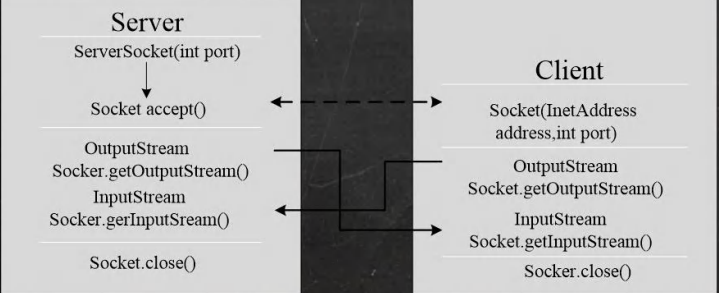 Server
ServerSocket(int port)
Socket accept()
OutputStream
Socker.getOutputStream()
InputStream
Socker.gerInputSream()
Socket.close()
Client
Socket(InetAddress
address,int port)
OutputStream
Socket.getOutputStream()
InputStream
Socket.getInputStream()
Socker.close()